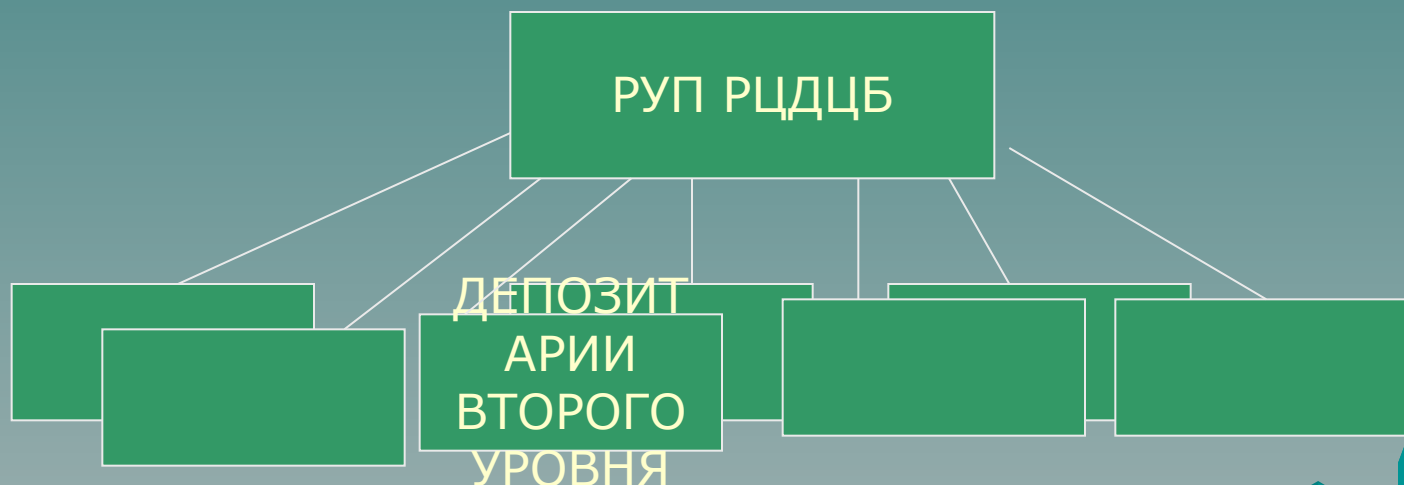 РУП РЦДЦБ
ДЕПОЗИТ
АРИИ
ВТОРОГО
УРОВНЯ